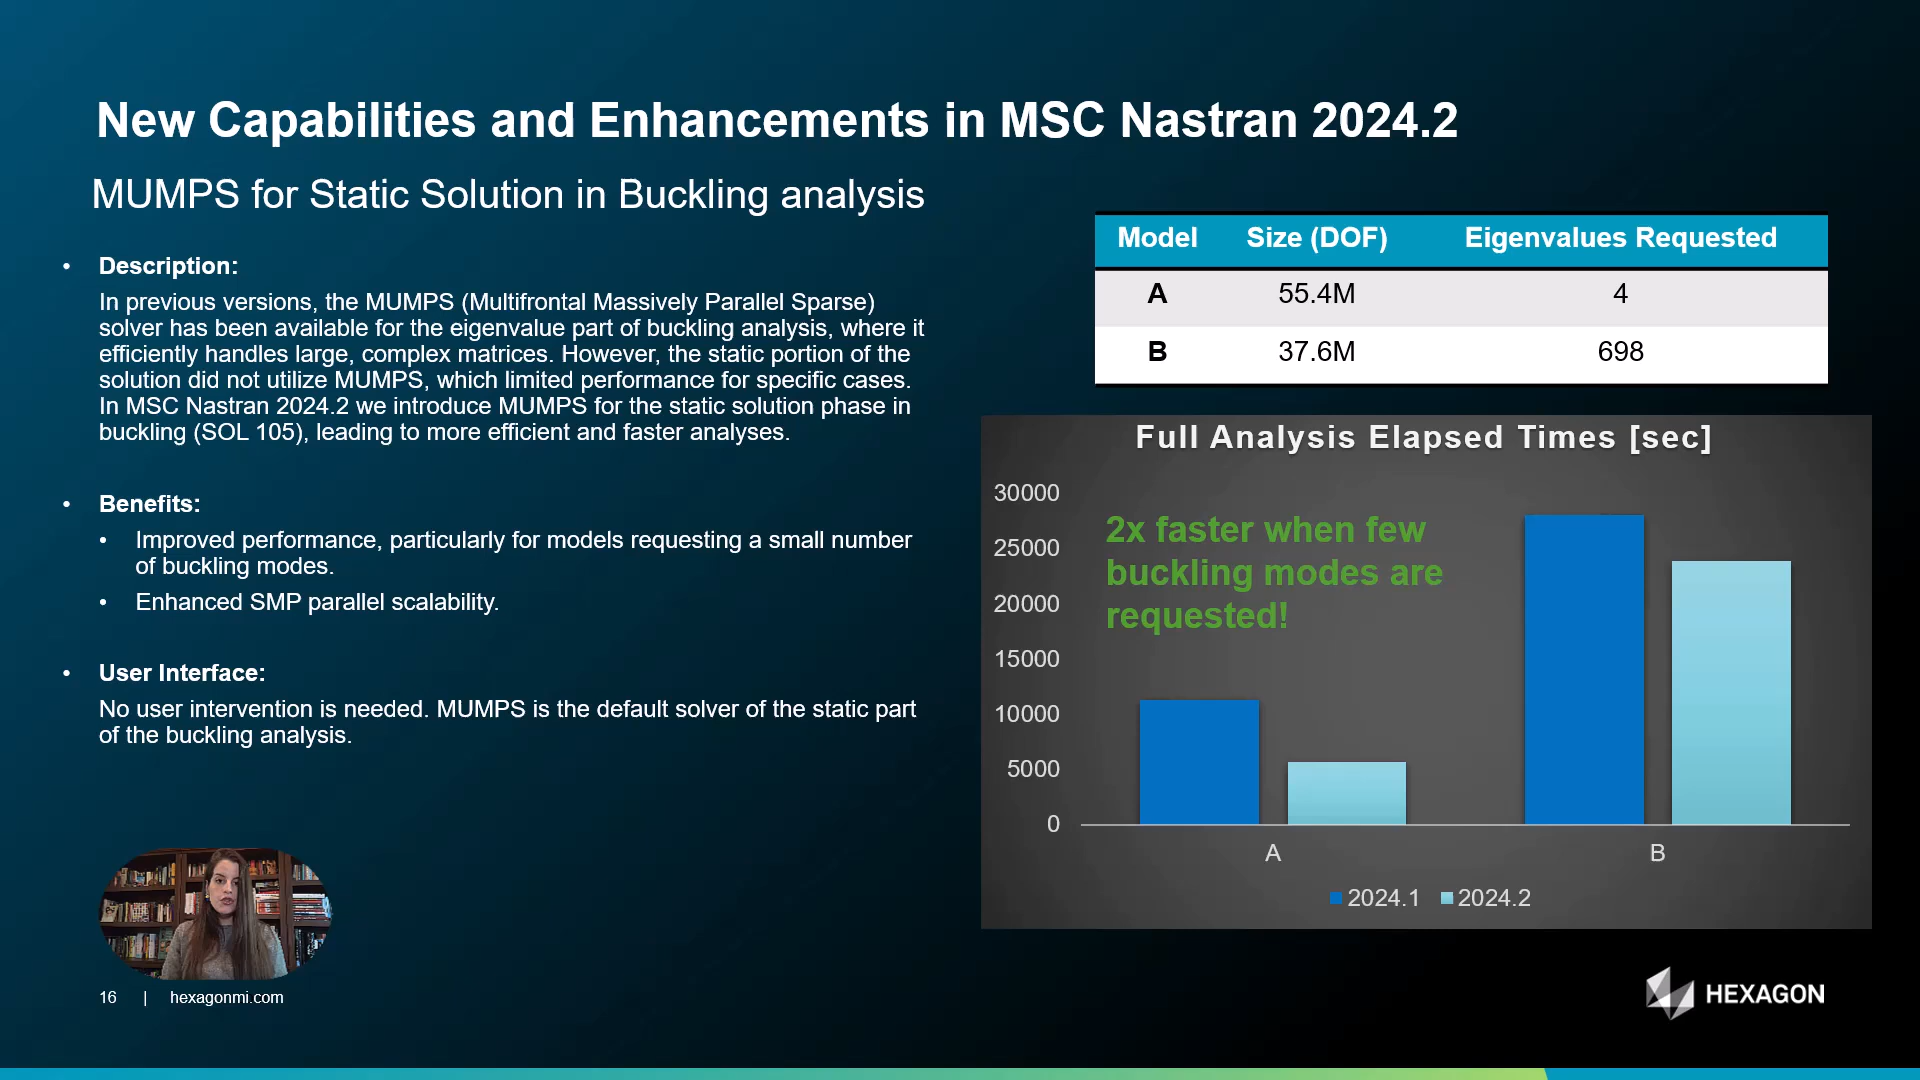 New Capabilities and Enhancements in MSC Nastran 2024.2
MUMPS for Static Solution in Buckling analysis
• Description:
In previous versions, the MUMPS (Multifrontal Massively Parallel Sparse)
solver has been available for the eigenvalue part of buckling analysis, where it
efficiently handles large, complex matrices. However, the static portion of the
solution did not utilize MUMPS, which limited performance for specific cases.
In MSC Nastran 2024.2 we introduce MUMPS for the static solution phase in
buckling (SOL 105), leading to more efficient and faster analyses.
• Benefits:
• Improved performance, particularly for models requesting a small number
of buckling modes.
• Enhanced SMP parallel scalability.
• User Interface:
No user intervention is needed. MUMPS is the default solver of the static part
of the buckling analysis.
Model Size (DOF) Eigenvalues Requested
A 55.4M 4
B 37.6M 698
Full Analysis Elapsed Times [sec]
30000
25000
20000
15000
10000
5000
0
2x faster when few
buckling modes are
requested!
A B
2024.1 2024.2
16 | hexagonmi.com
HEXAGON